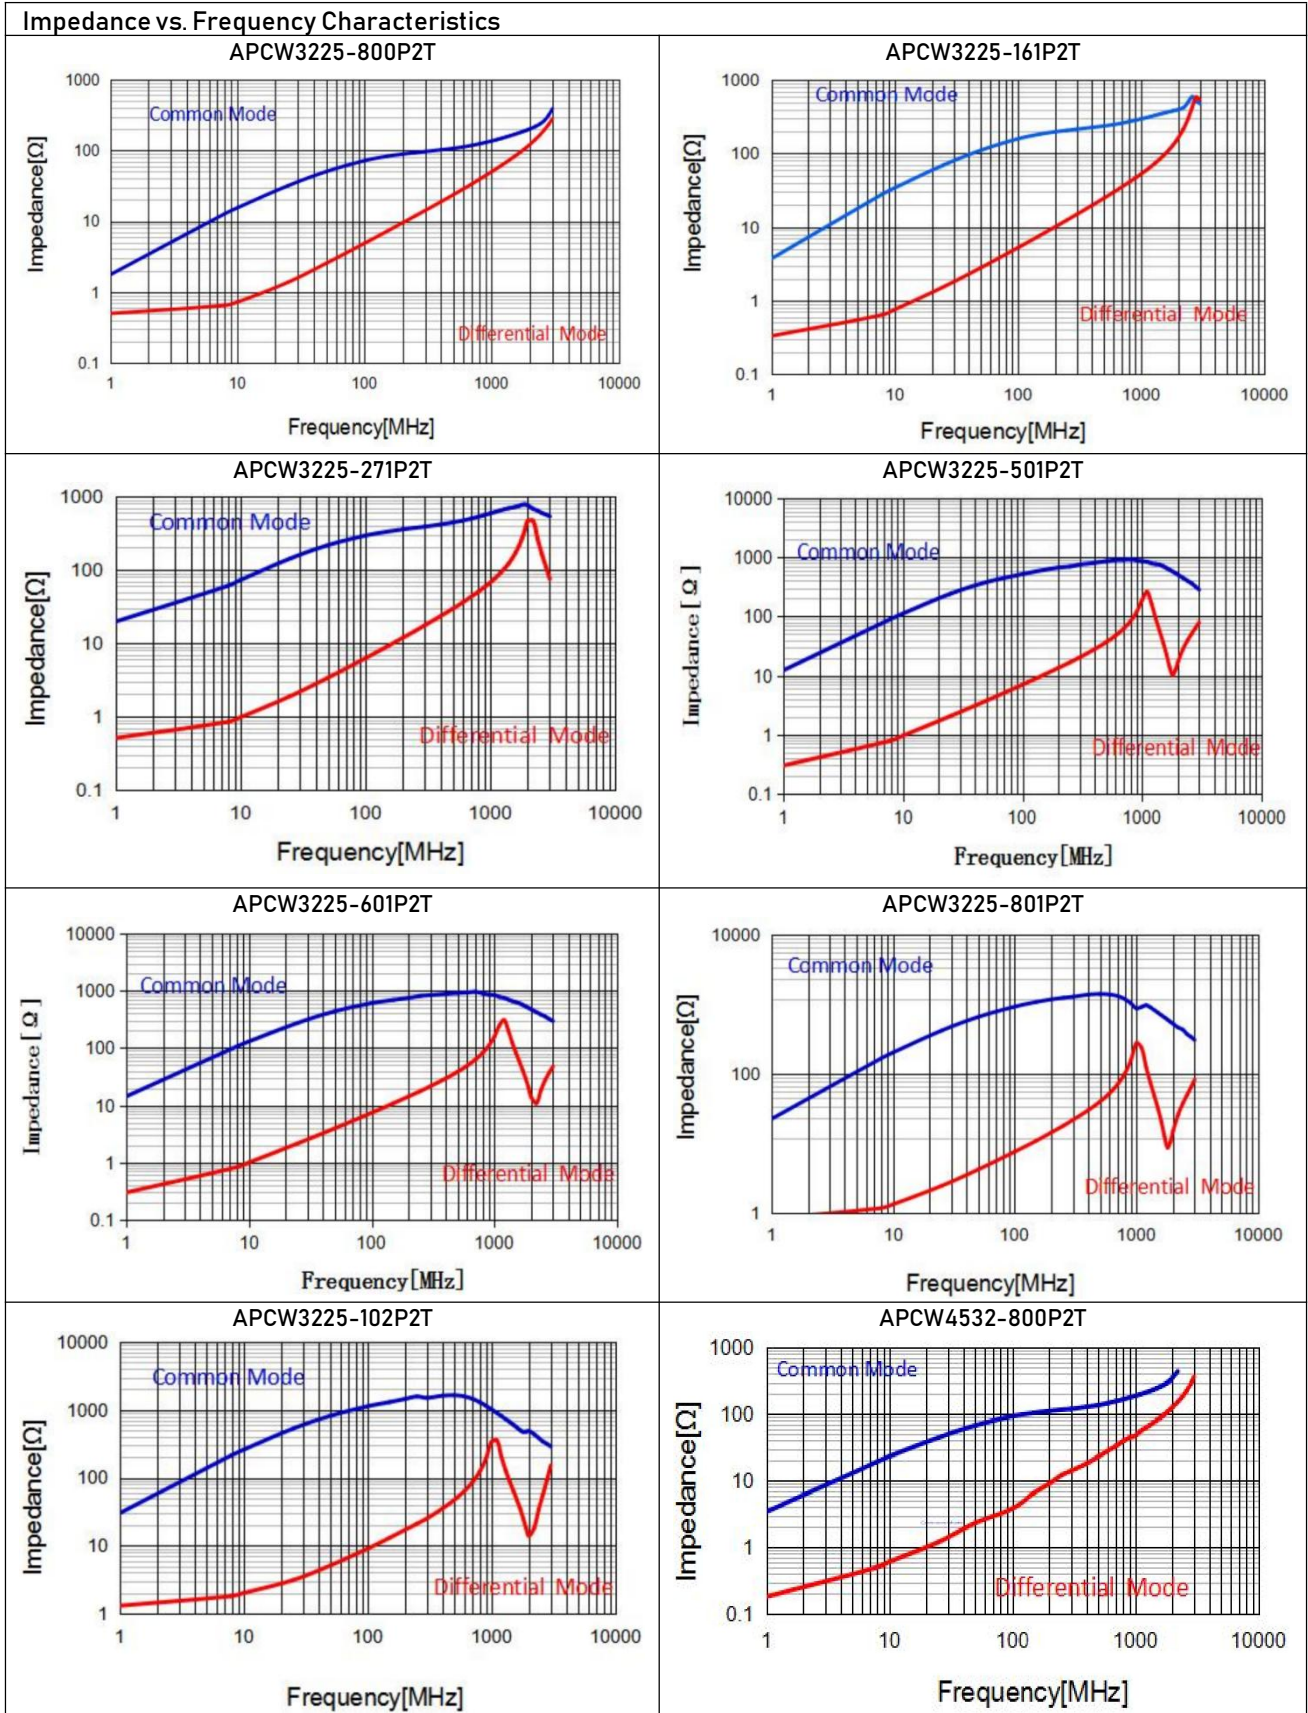 Impedance vs. Frequency Characteristics
APCW3225-800P2T
1000
100
10
1
0.1
Impedance[Ω]
Common Mode
Differential Mode
1 10 100 1000 10000
Frequency[MHz]
APCW3225-161P2T
1000
100
10
1
0.1
Impedance[Ω]
Common Mode
Differential Mode
1 10 100 1000 10000
Frequency[MHz]
APCW3225-271P2T
1000
100
10
1
0.1
Impedance[Ω]
Common Mode
Differential Mode
1 10 100 1000 10000
Frequency[MHz]
APCW3225-501P2T
10000
1000
100
10
1
0.1
Impedance[Ω]
Common Mode
Differential Mode
1 10 100 1000 10000
Frequency[MHz]
APCW3225-601P2T
10000
1000
100
10
1
0.1
Impedance[Ω]
Common Mode
Differential Mode
1 10 100 1000 10000
Frequency[MHz]
APCW3225-801P2T
10000
100
1
Impedance[Ω]
Common Mode
Differential Mode
1 10 100 1000 10000
Frequency[MHz]
APCW3225-102P2T
10000
1000
100
10
1
Impedance[Ω]
Common Mode
Differential Mode
1 10 100 1000 10000
Frequency[MHz]
APCW4532-800P2T
1000
100
10
1
0.1
Impedance[Ω]
Common Mode
Differential Mode
1 10 100 1000 10000
Frequency[MHz]